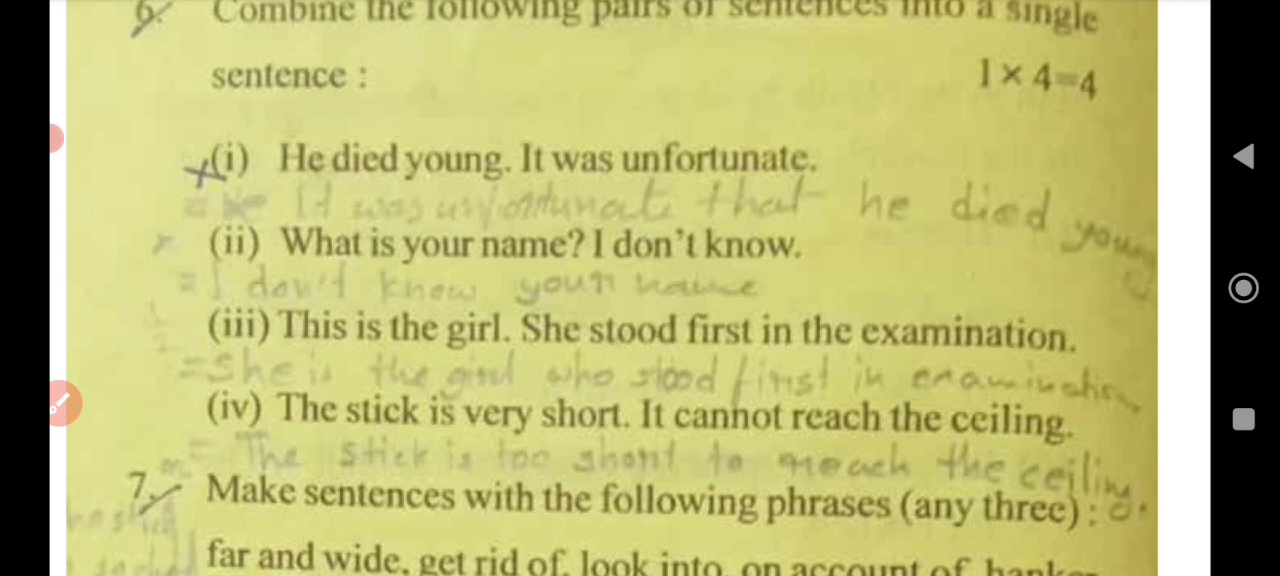 6. Combine the following pairs of sentences into a single
sentence : 1 × 4=4
(i) He died young. It was unfortunate.
= It was unfortunate that he died young
(ii) What is your name? I don't know.
= I don't know your name
(iii) This is the girl. She stood first in the examination.
= She is the girl who stood first in examination.
(iv) The stick is very short. It cannot reach the ceiling.
= The stick is too short to reach the ceiling.
7. Make sentences with the following phrases (any three) :
far and wide, get rid of, look into, on account of,